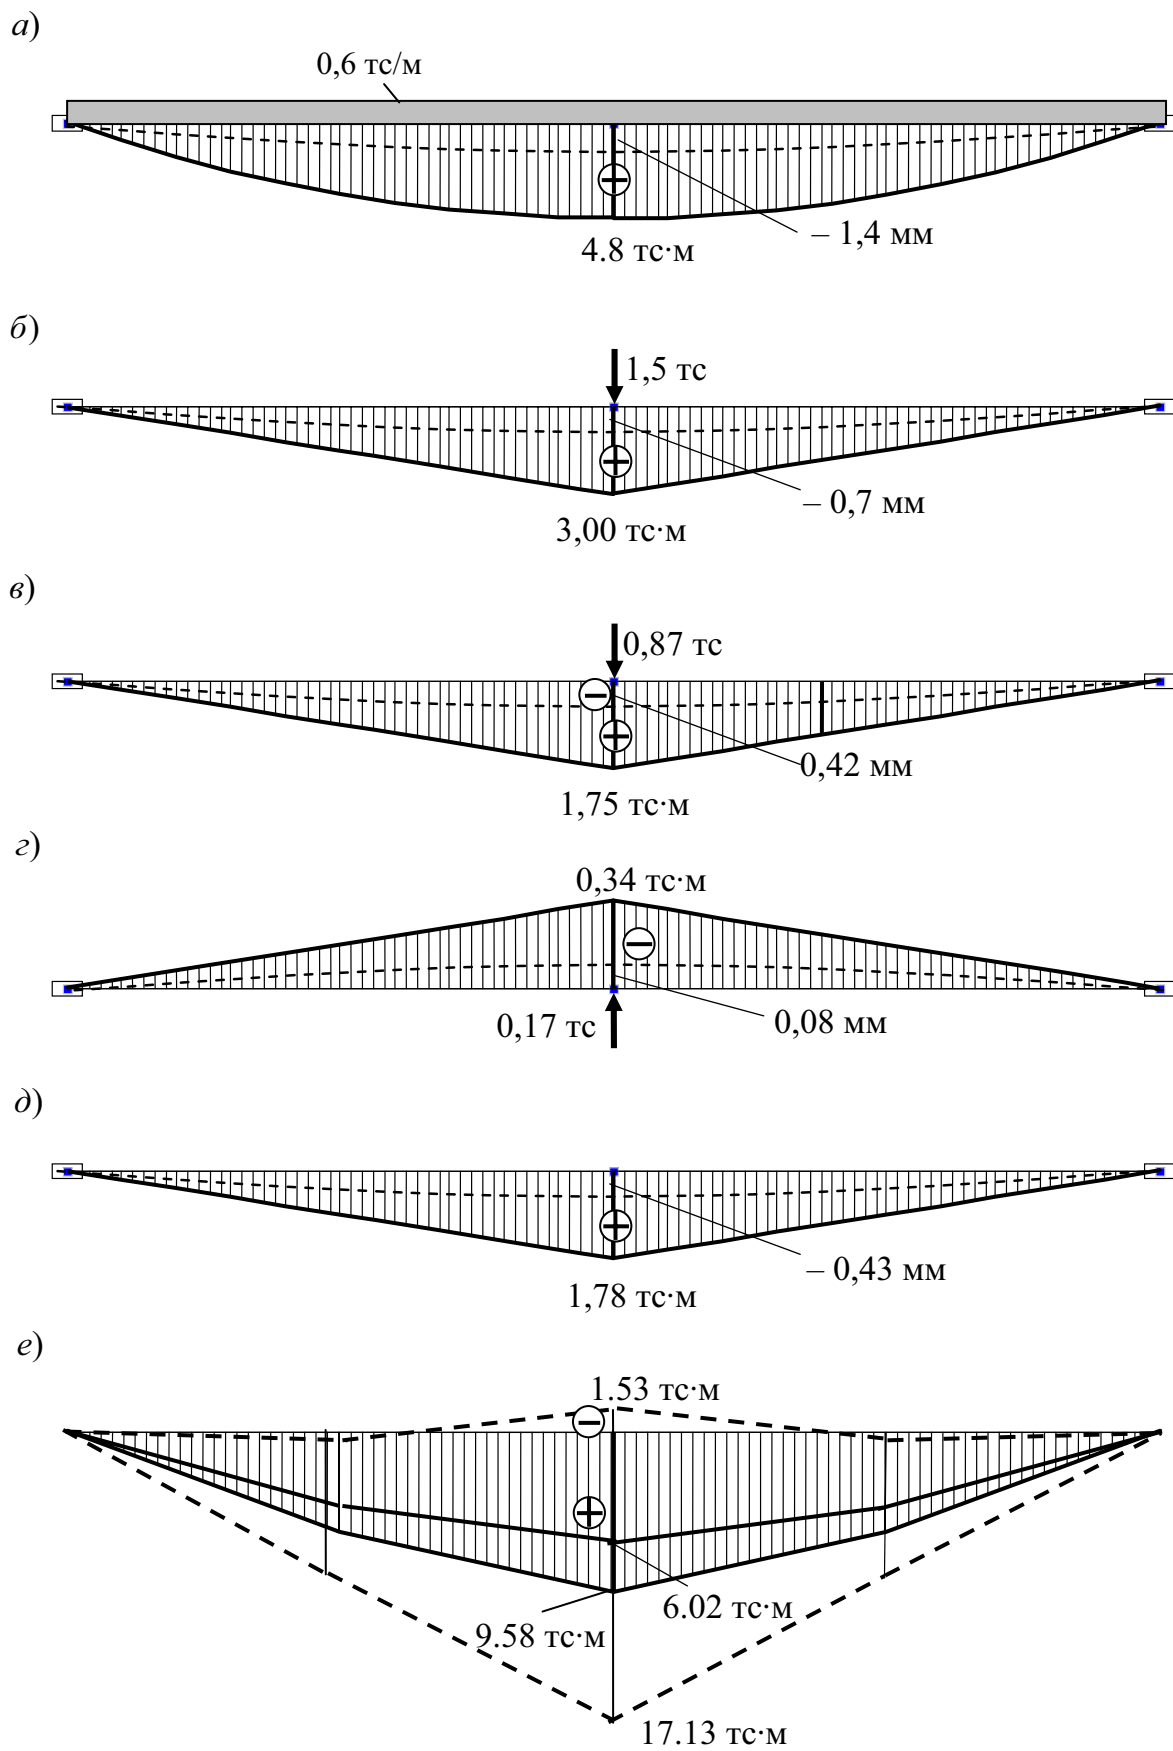 а)
0,6 тс/м
– 1,4 мм
4.8 тс·м
б)
1,5 тс
– 0,7 мм
3,00 тс·м
в)
0,87 тс
0,42 мм
1,75 тс·м
г)
0,34 тс·м
0,17 тс
0,08 мм
д)
– 0,43 мм
1,78 тс·м
е)
1.53 тс·м
6.02 тс·м
9.58 тс·м
17.13 тс·м